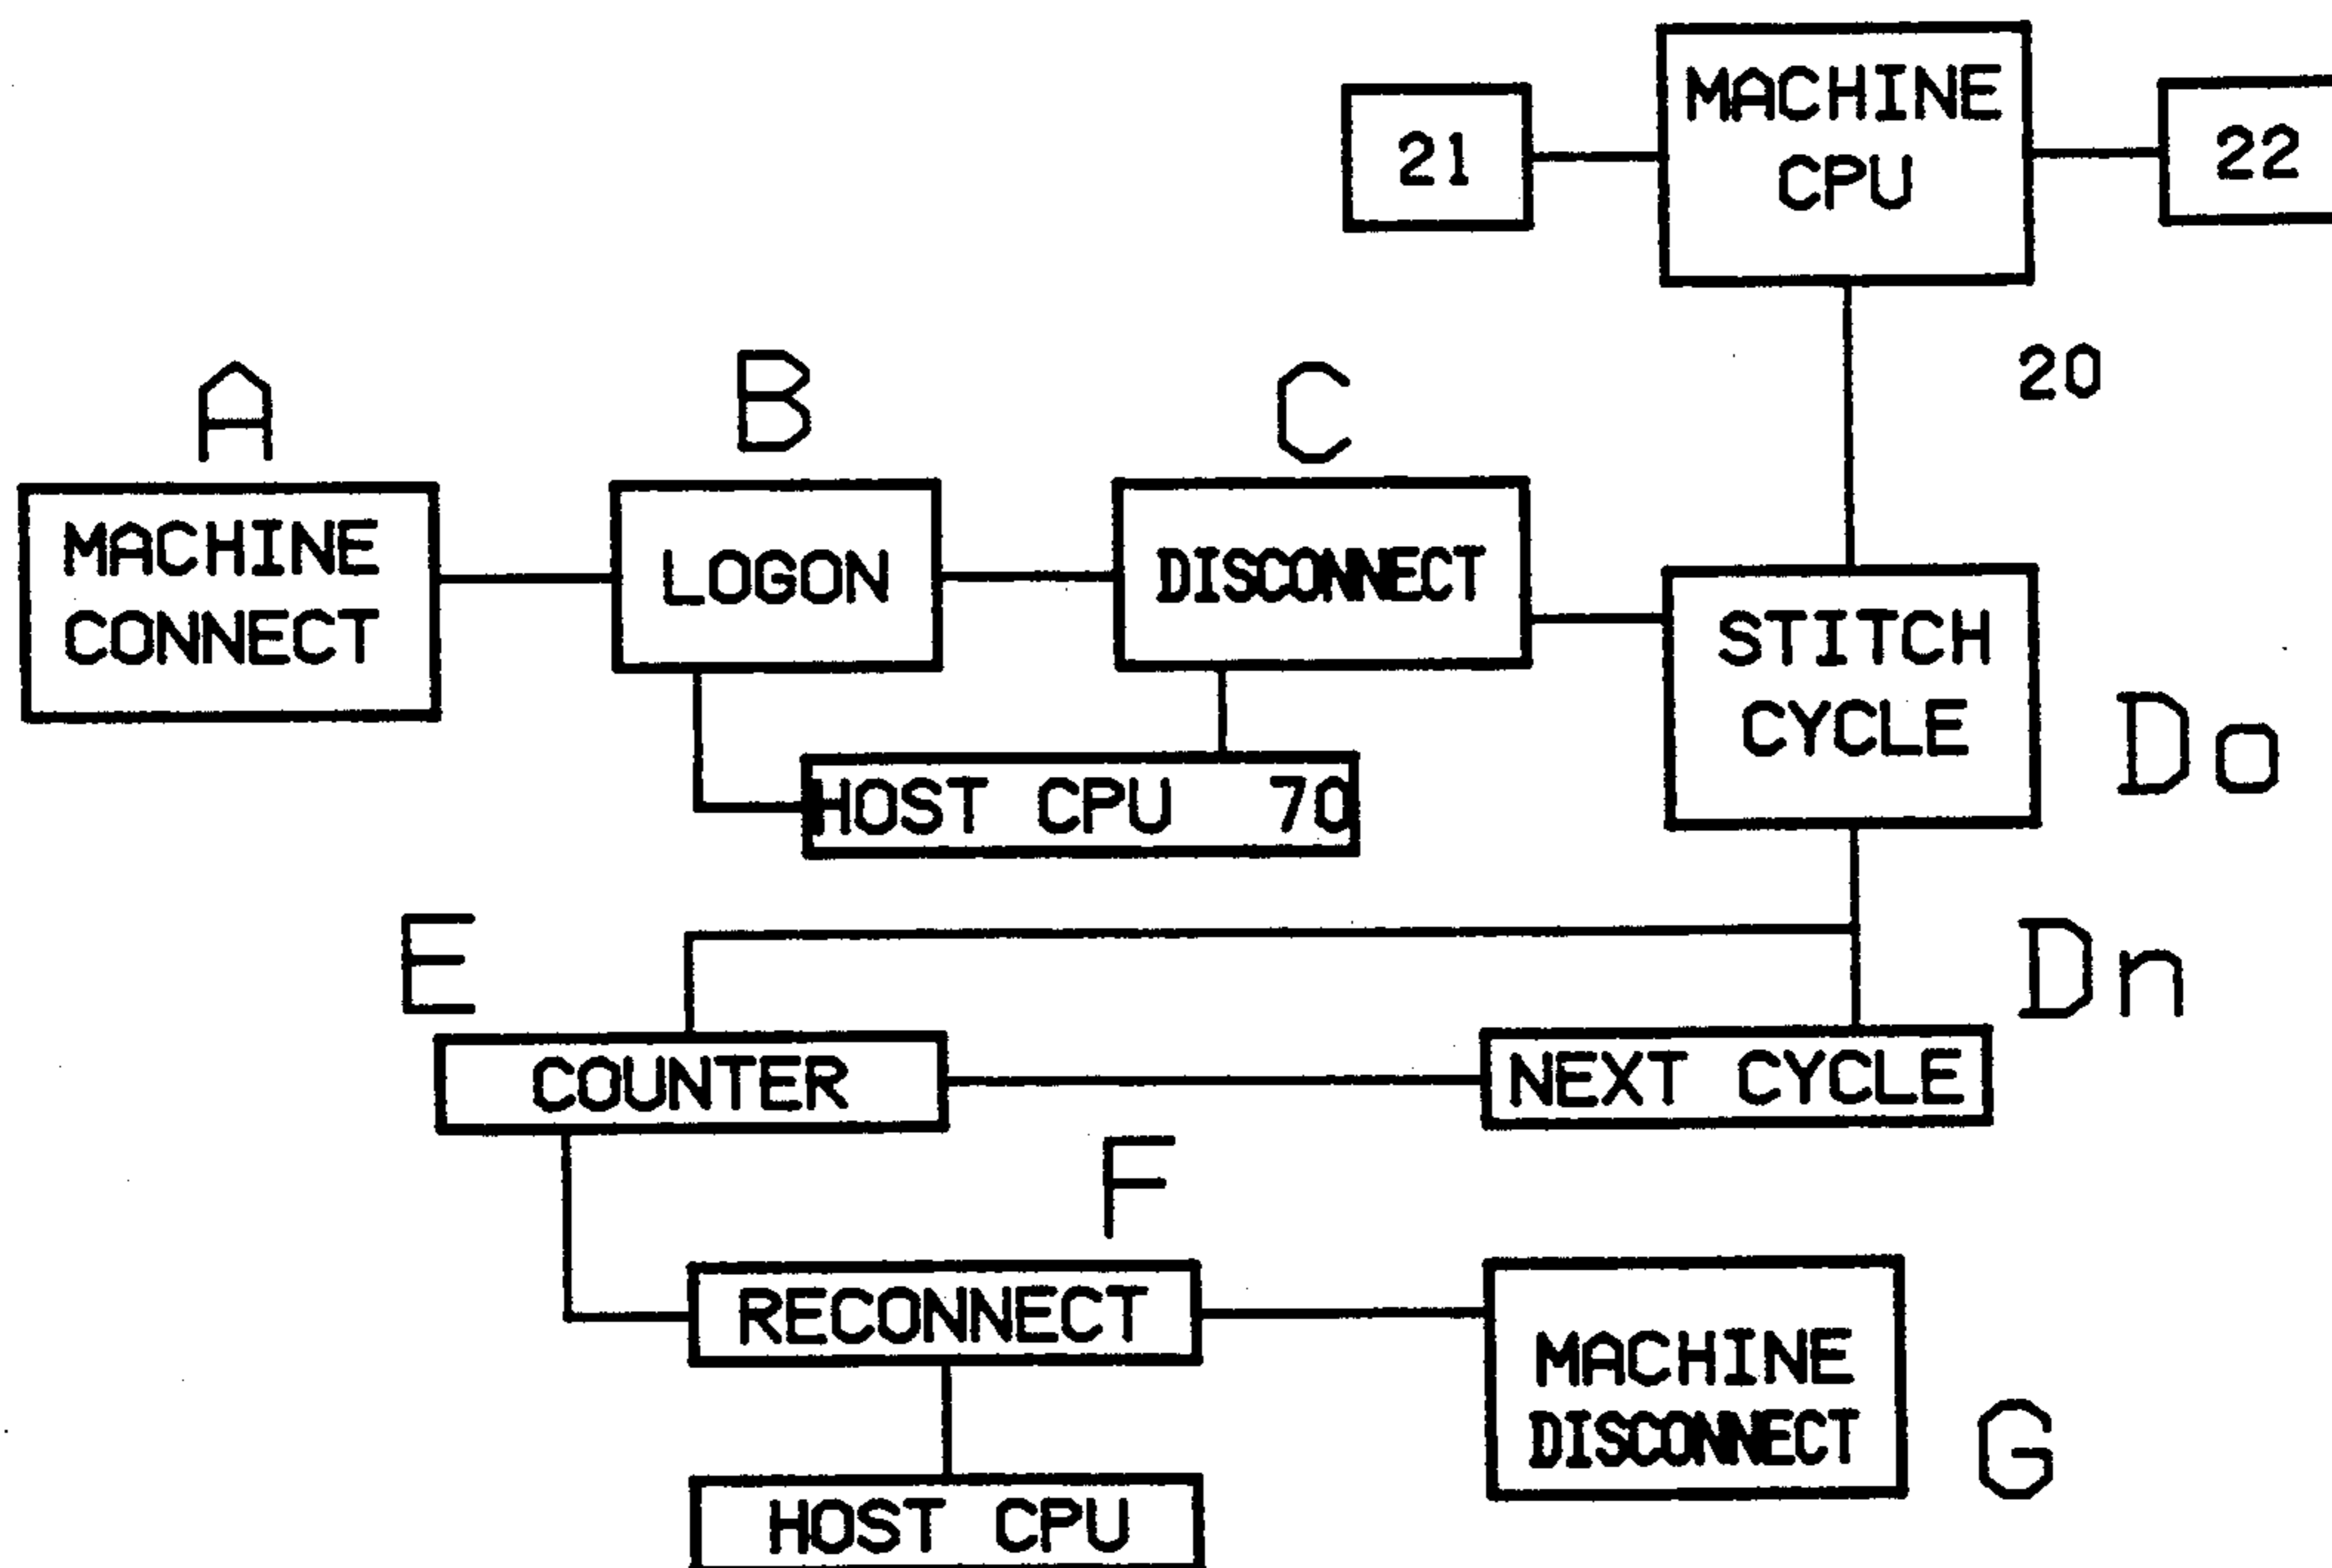 MACHINE
CPU
21
22
20
A
B
C
MACHINE
CONNECT
LOGON
DISCONNECT
STITCH
CYCLE
Do
HOST CPU 70
E
Dn
COUNTER
NEXT CYCLE
F
RECONNECT
MACHINE
DISCONNECT
G
HOST CPU